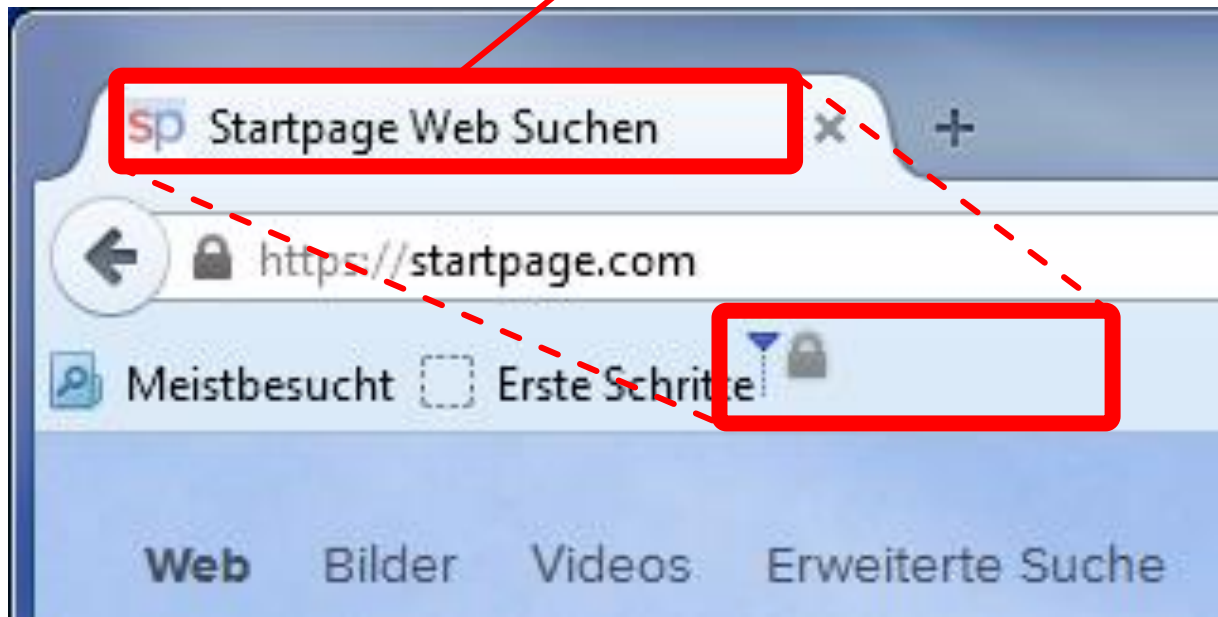 sp Startpage Web Suchen
https://startpage.com
Meistbesucht Erste Schritte
Web Bilder Videos Erweiterte Suche